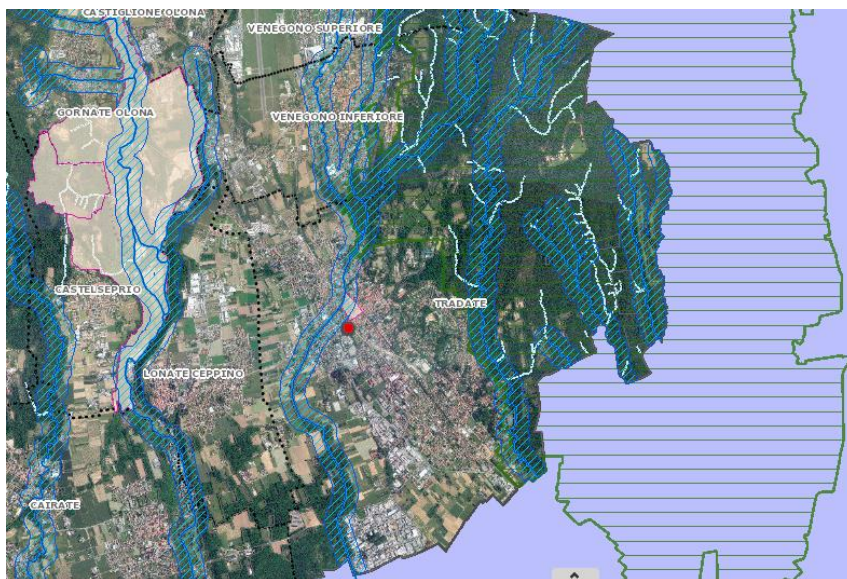 CASTIGLIONE OLONA
VENEGONO SUPERIORE
GORNATE OLONA
VENEGONO INFERIORE
CASTELSEPRIO
TRADATE
LONATE CEPPINO
CAIRATE